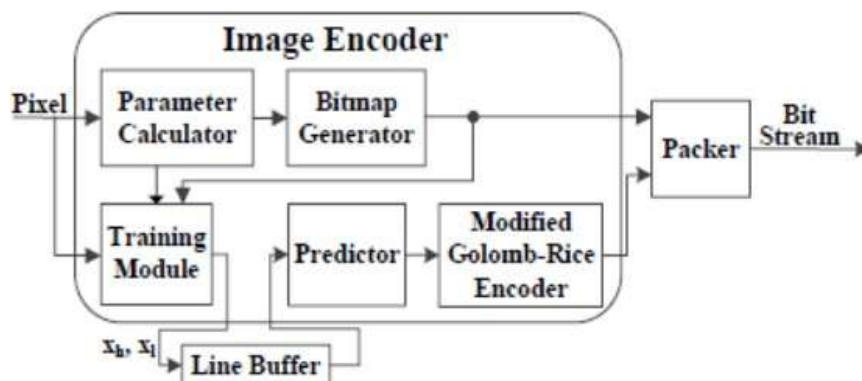 Image Encoder
Pixel
Parameter
Calculator
Bitmap
Generator
Packer
Bit
Stream
Training
Module
Predictor
Modified
Golomb-Rice
Encoder
xh, xl
Line Buffer